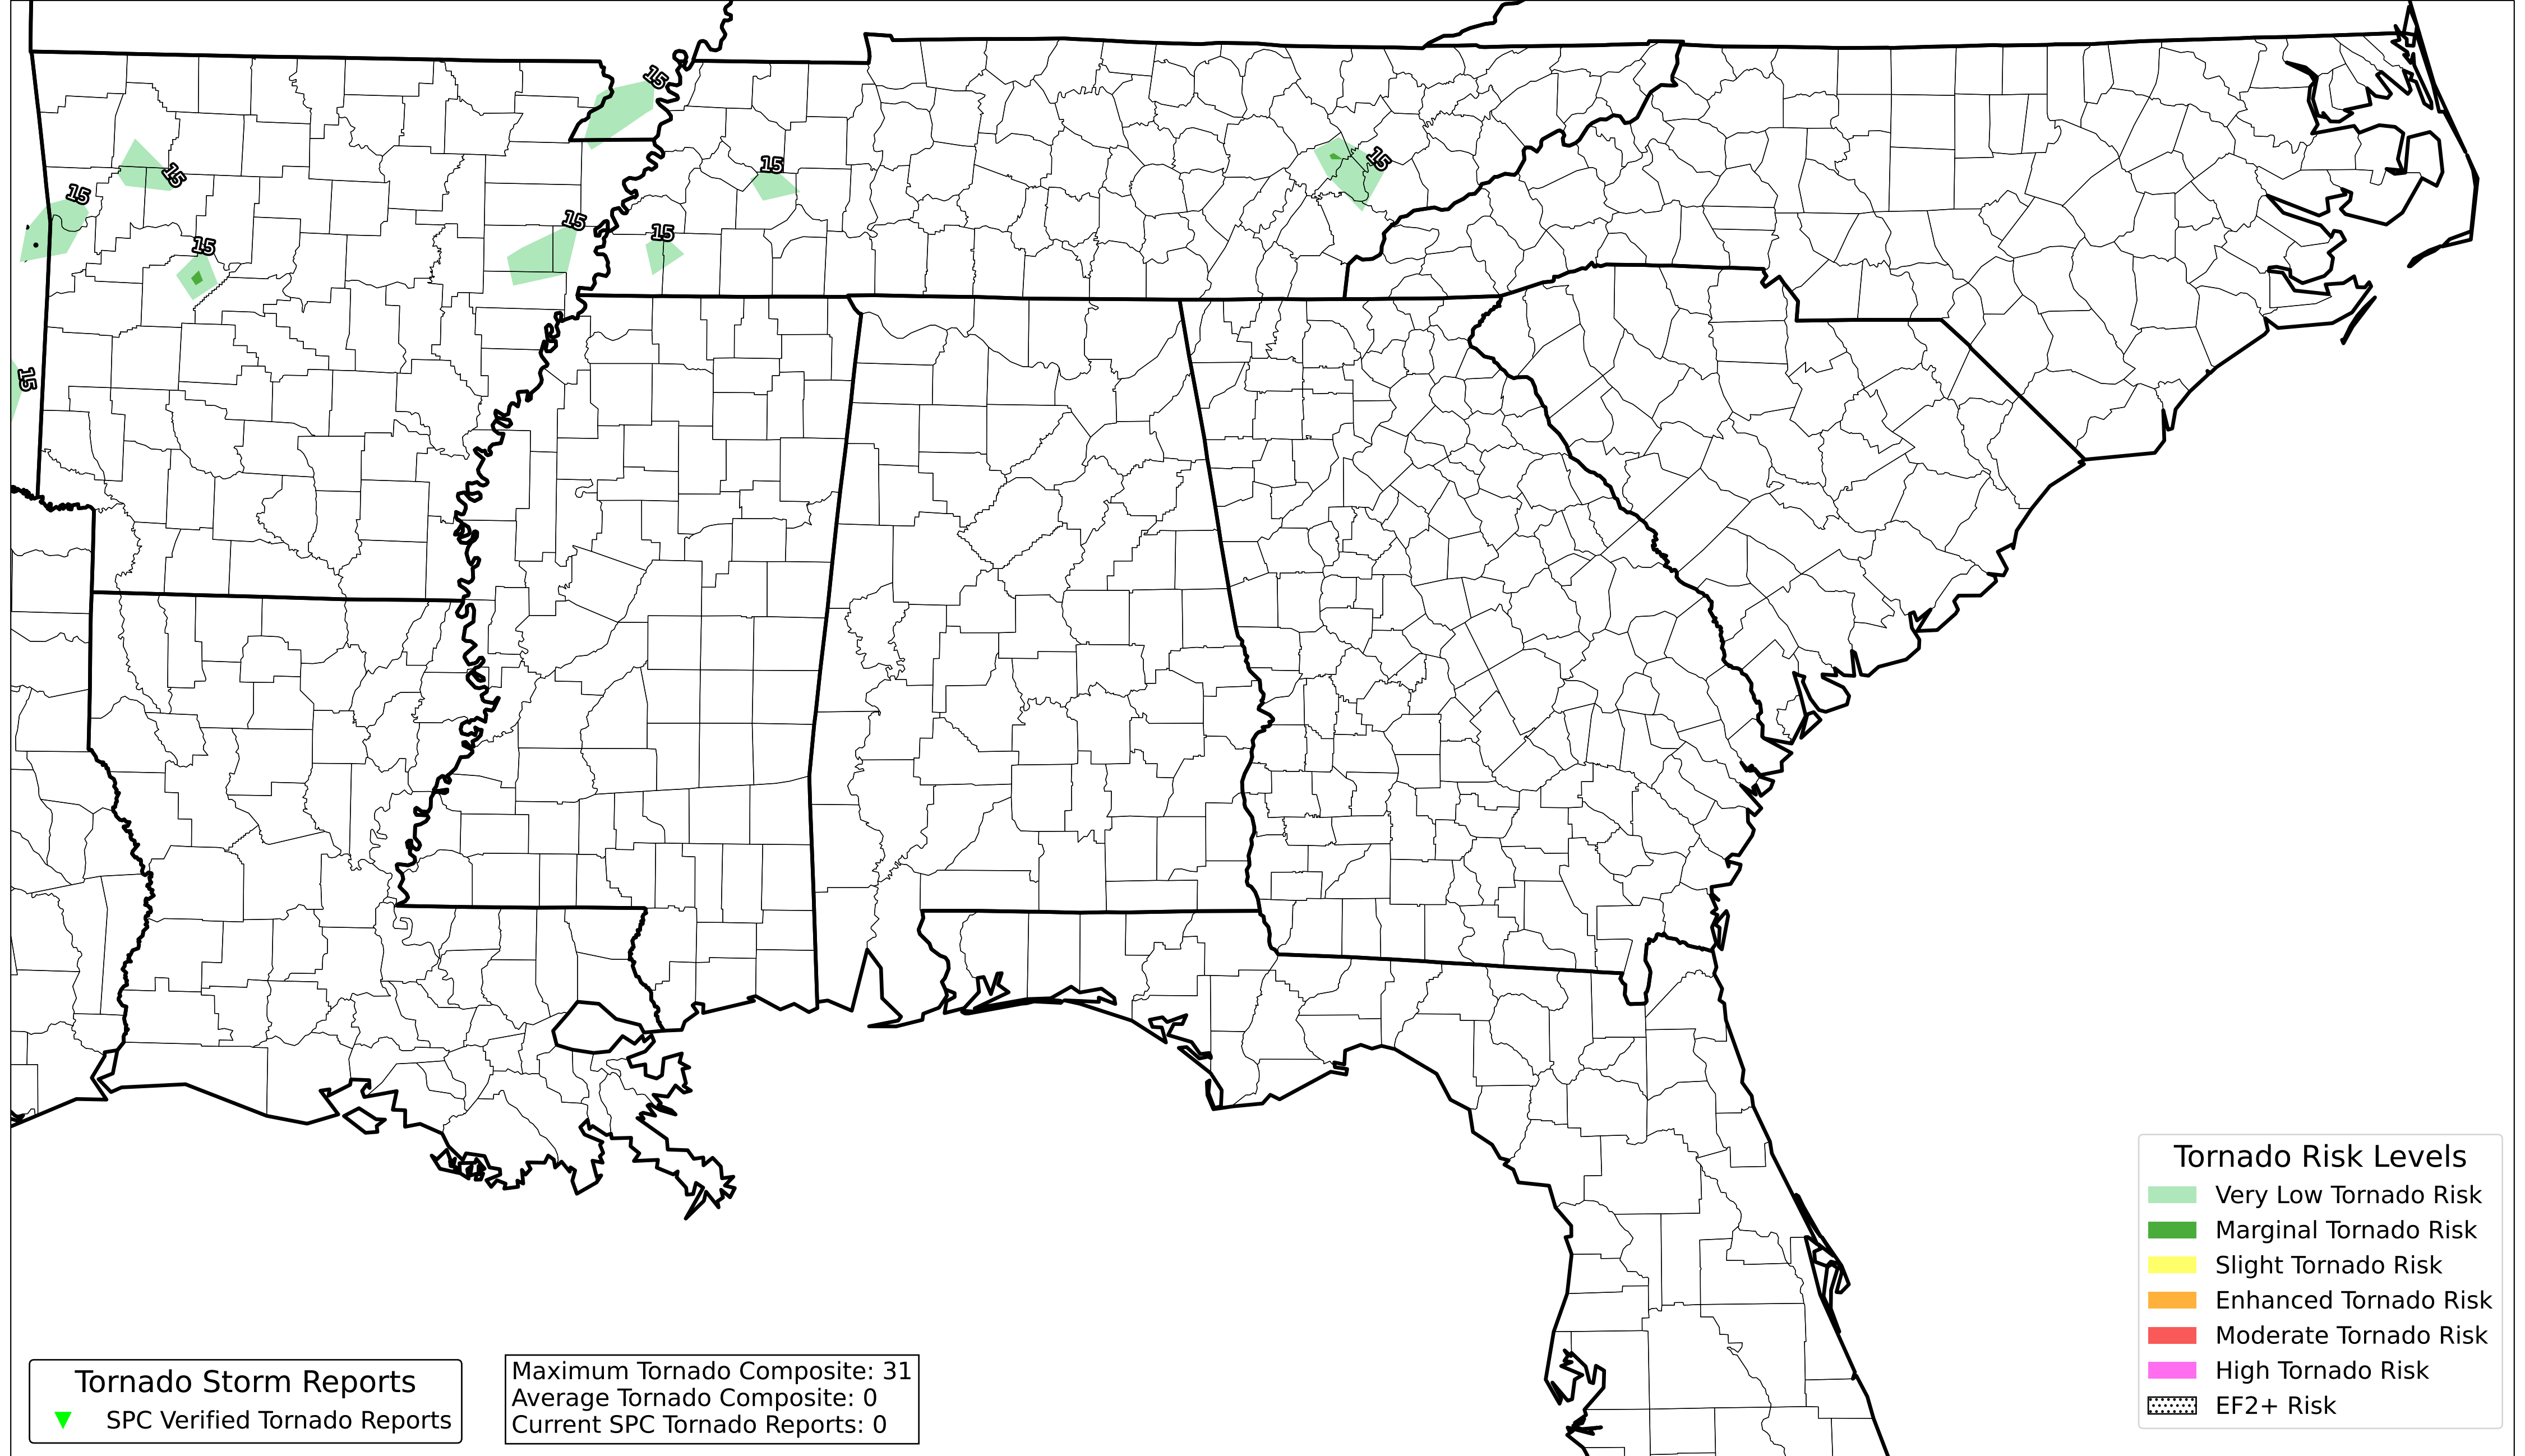 15
15
15
15
15
15
15
15
15
Tornado Risk Levels
Very Low Tornado Risk
Marginal Tornado Risk
Slight Tornado Risk
Enhanced Tornado Risk
Moderate Tornado Risk
High Tornado Risk
EF2+ Risk
Tornado Storm Reports
SPC Verified Tornado Reports
Maximum Tornado Composite: 31
Average Tornado Composite: 0
Current SPC Tornado Reports: 0